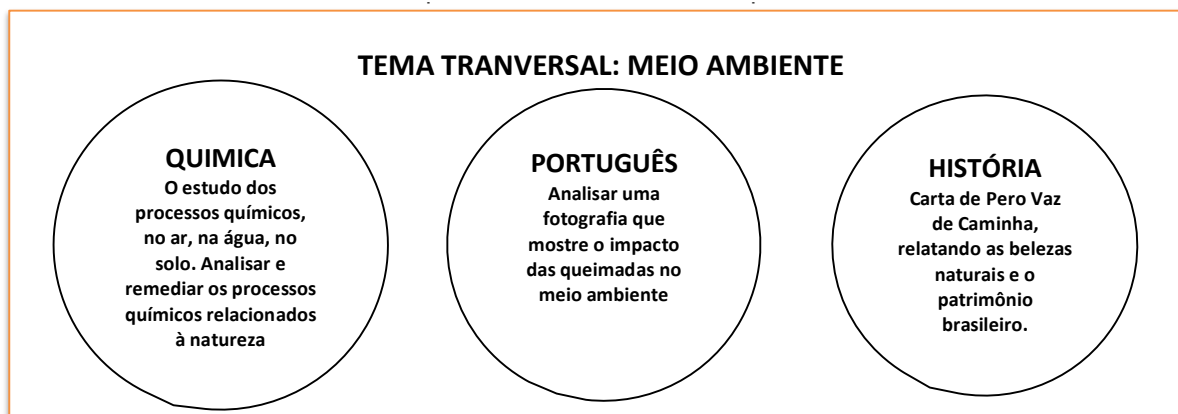 TEMA TRANVERSAL: MEIO AMBIENTE
QUIMICA
O estudo dos
processos químicos,
no ar, na água, no
solo. Analisar e
remediar os processos
químicos relacionados
à natureza
PORTUGUÊS
Analisar uma
fotografia que
mostre o impacto
das queimadas no
meio ambiente
HISTÓRIA
Carta de Pero Vaz
de Caminha,
relatando as belezas
naturais e o
patrimônio
brasileiro.